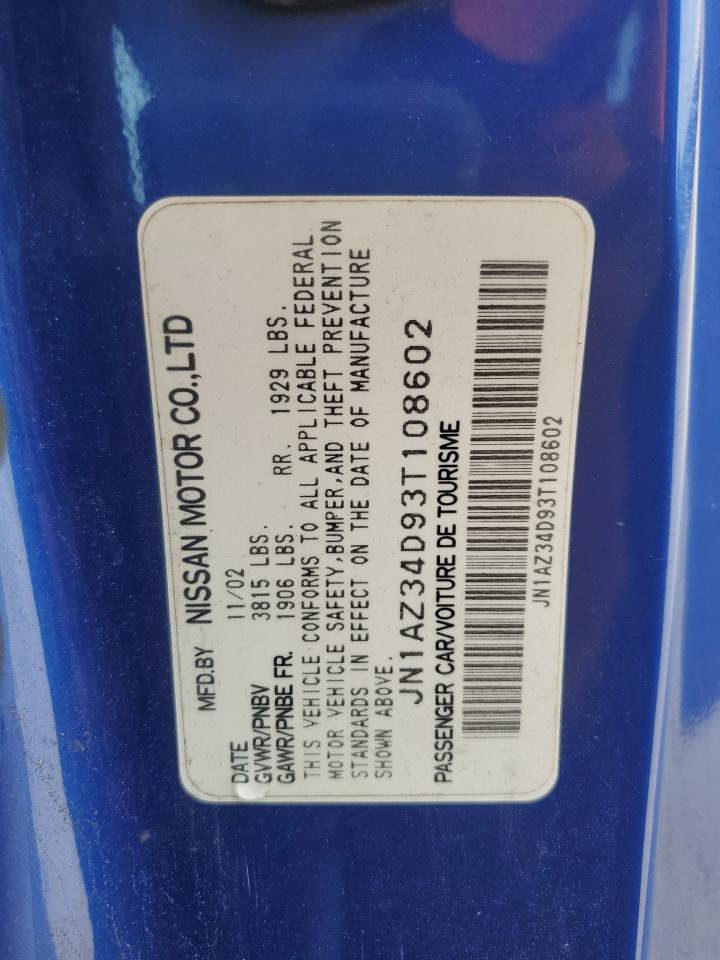 MFD.BY NISSAN MOTOR CO.,LTD
DATE 11/02
GVWR/PNBV 3815 LBS.
GAWR/PNBE FR. 1906 LBS. RR. 1929 LBS.
THIS VEHICLE CONFORMS TO ALL APPLICABLE FEDERAL
MOTOR VEHICLE SAFETY,BUMPER,AND THEFT PREVENTION
STANDARDS IN EFFECT ON THE DATE OF MANUFACTURE
SHOWN ABOVE.
JN1AZ34D93T108602
PASSENGER CAR/VOITURE DE TOURISME
JN1AZ34D93T108602